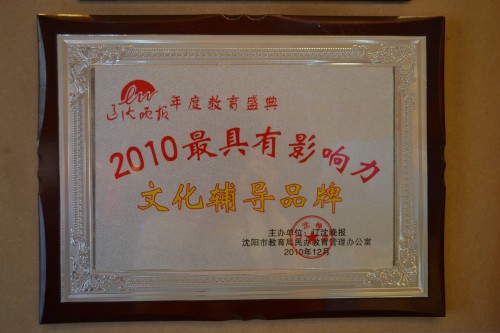 辽沈晚报 年度教育盛典
2010最具有影响力
文化辅导品牌
主办单位：辽沈晚报
沈阳市教育局民办教育管理办公室
2010年12月